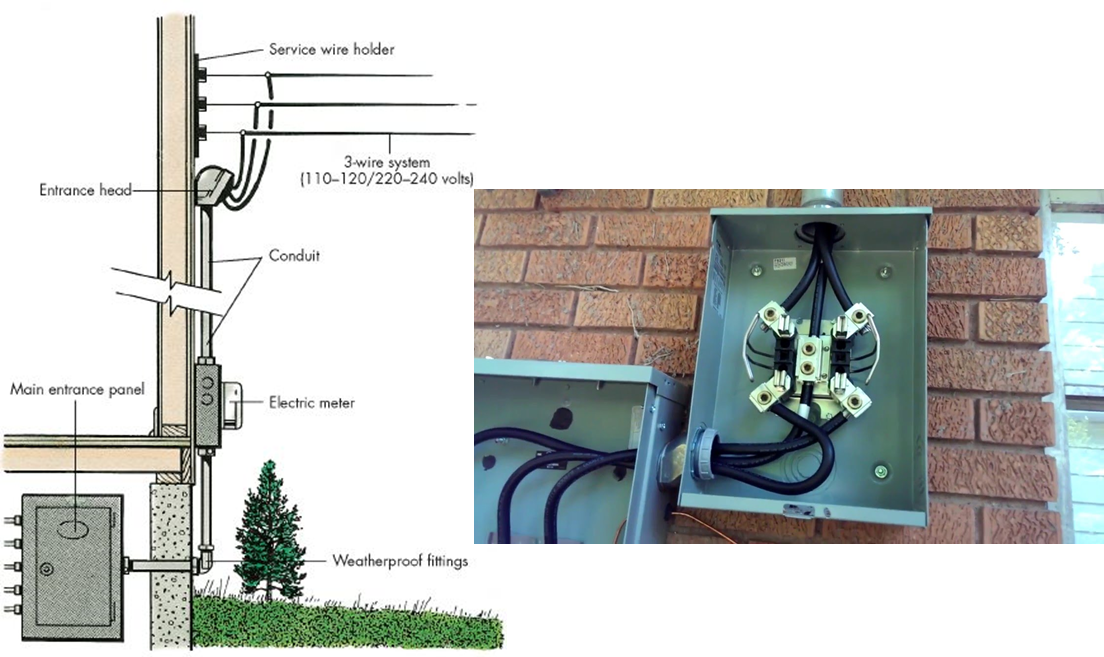 Service wire holder
3-wire system
(110–120/220–240 volts)
Entrance head
Conduit
Main entrance panel
Electric meter
Weatherproof fittings